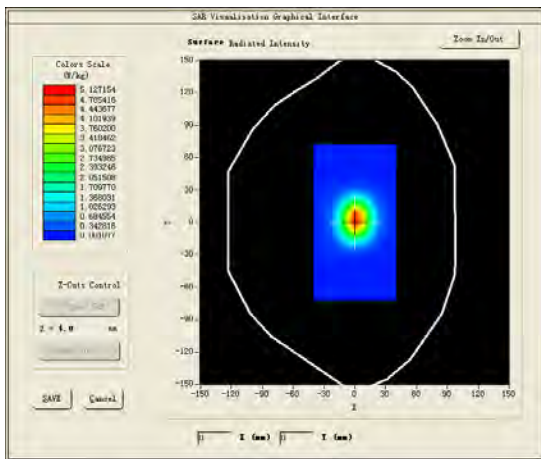 SAR Visualisation Graphical Interface
Surface Radiated Intensity
Zoom In/Out
Colors Scale
(W/kg)
5.127154
4.785416
4.443677
4.101939
3.760200
3.418462
3.076723
2.734985
2.393246
2.051508
1.709770
1.368031
1.026293
0.684554
0.342816
0.001077
Z-Cuts Control
Z = 4.0 mm
SAVE
Cancel
150
120
90
60
30
0
-30
-60
-90
-120
-150
Y
-150 -120 -90 -60 -30 0 30 60 90 120 150
X
0 X (mm) 0 Y (mm)